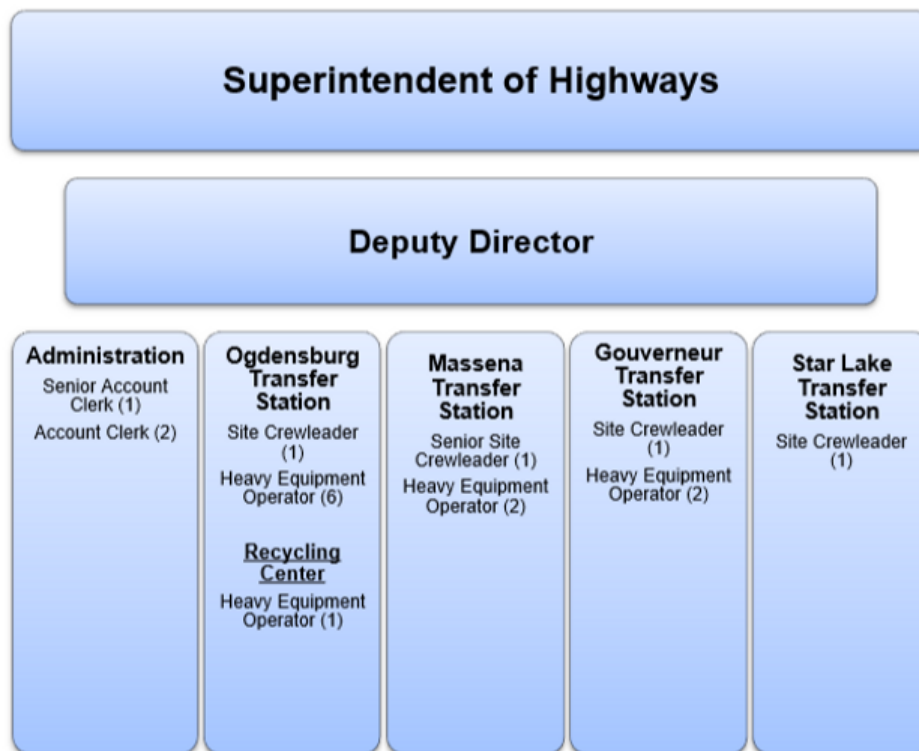 Superintendent of Highways
Deputy Director
Administration
Senior Account
Clerk (1)
Account Clerk (2)
Ogdensburg
Transfer
Station
Site Crewleader
(1)
Heavy Equipment
Operator (6)
Recycling
Center
Heavy Equipment
Operator (1)
Massena
Transfer
Station
Senior Site
Crewleader (1)
Heavy Equipment
Operator (2)
Gouverneur
Transfer
Station
Site Crewleader
(1)
Heavy Equipment
Operator (2)
Star Lake
Transfer
Station
Site Crewleader
(1)